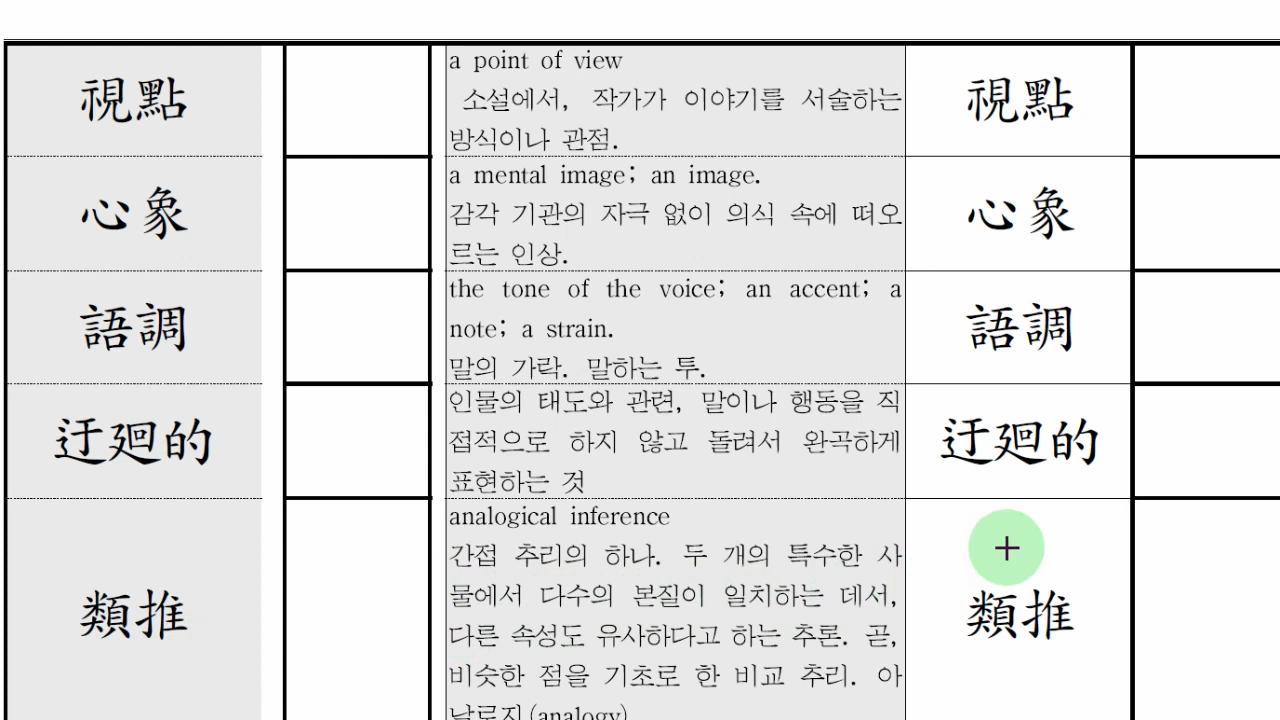 視點
a point of view
소설에서, 작가가 이야기를 서술하는
방식이나 관점.
視點
心象
a mental image; an image.
감각 기관의 자극 없이 의식 속에 떠오
르는 인상.
心象
語調
the tone of the voice; an accent; a
note; a strain.
말의 가락. 말하는 투.
語調
迂廻的
인물의 태도와 관련, 말이나 행동을 직
접적으로 하지 않고 돌려서 완곡하게
표현하는 것
迂廻的
類推
analogical inference
간접 추리의 하나. 두 개의 특수한 사
물에서 다수의 본질이 일치하는 데서,
다른 속성도 유사하다고 하는 추론. 곧,
비슷한 점을 기초로 한 비교 추리. 아
날로지(analogy)
類推